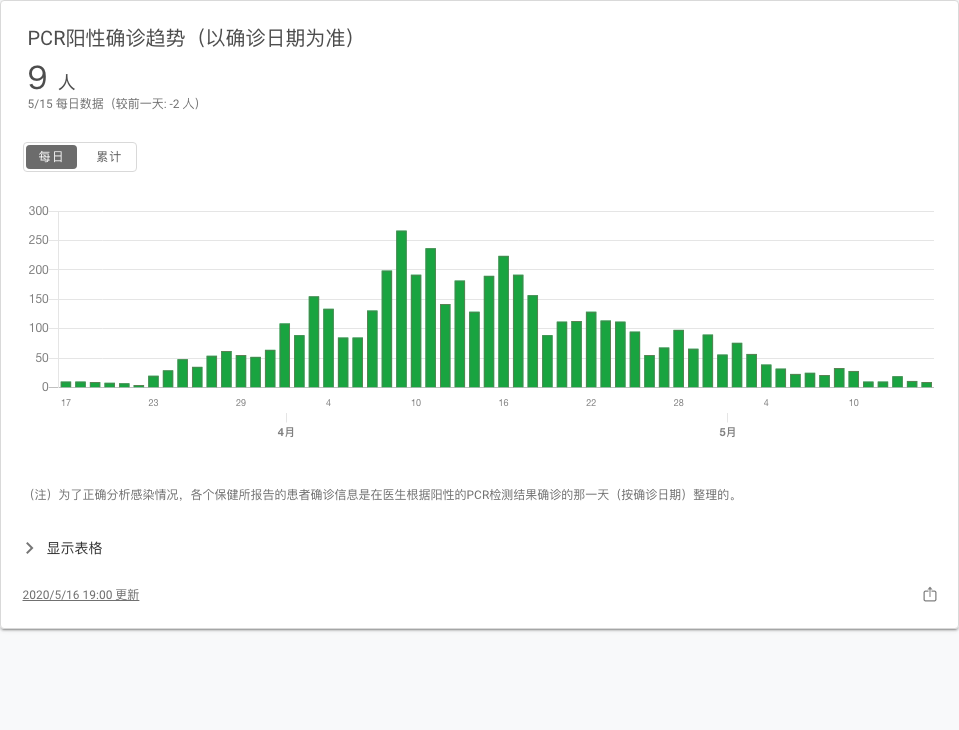 PCR阳性确诊趋势（以确诊日期为准）
9 人
5/15 每日数据（较前一天: -2 人）
每日 累计
300
250
200
150
100
50
0
17 23 29 4 10 16 22 28 4 10
4月 5月
（注）为了正确分析感染情况，各个保健所报告的患者确诊信息是在医生根据阳性的PCR检测结果确诊的那一天（按确诊日期）整理的。
显示表格
2020/5/16 19:00 更新